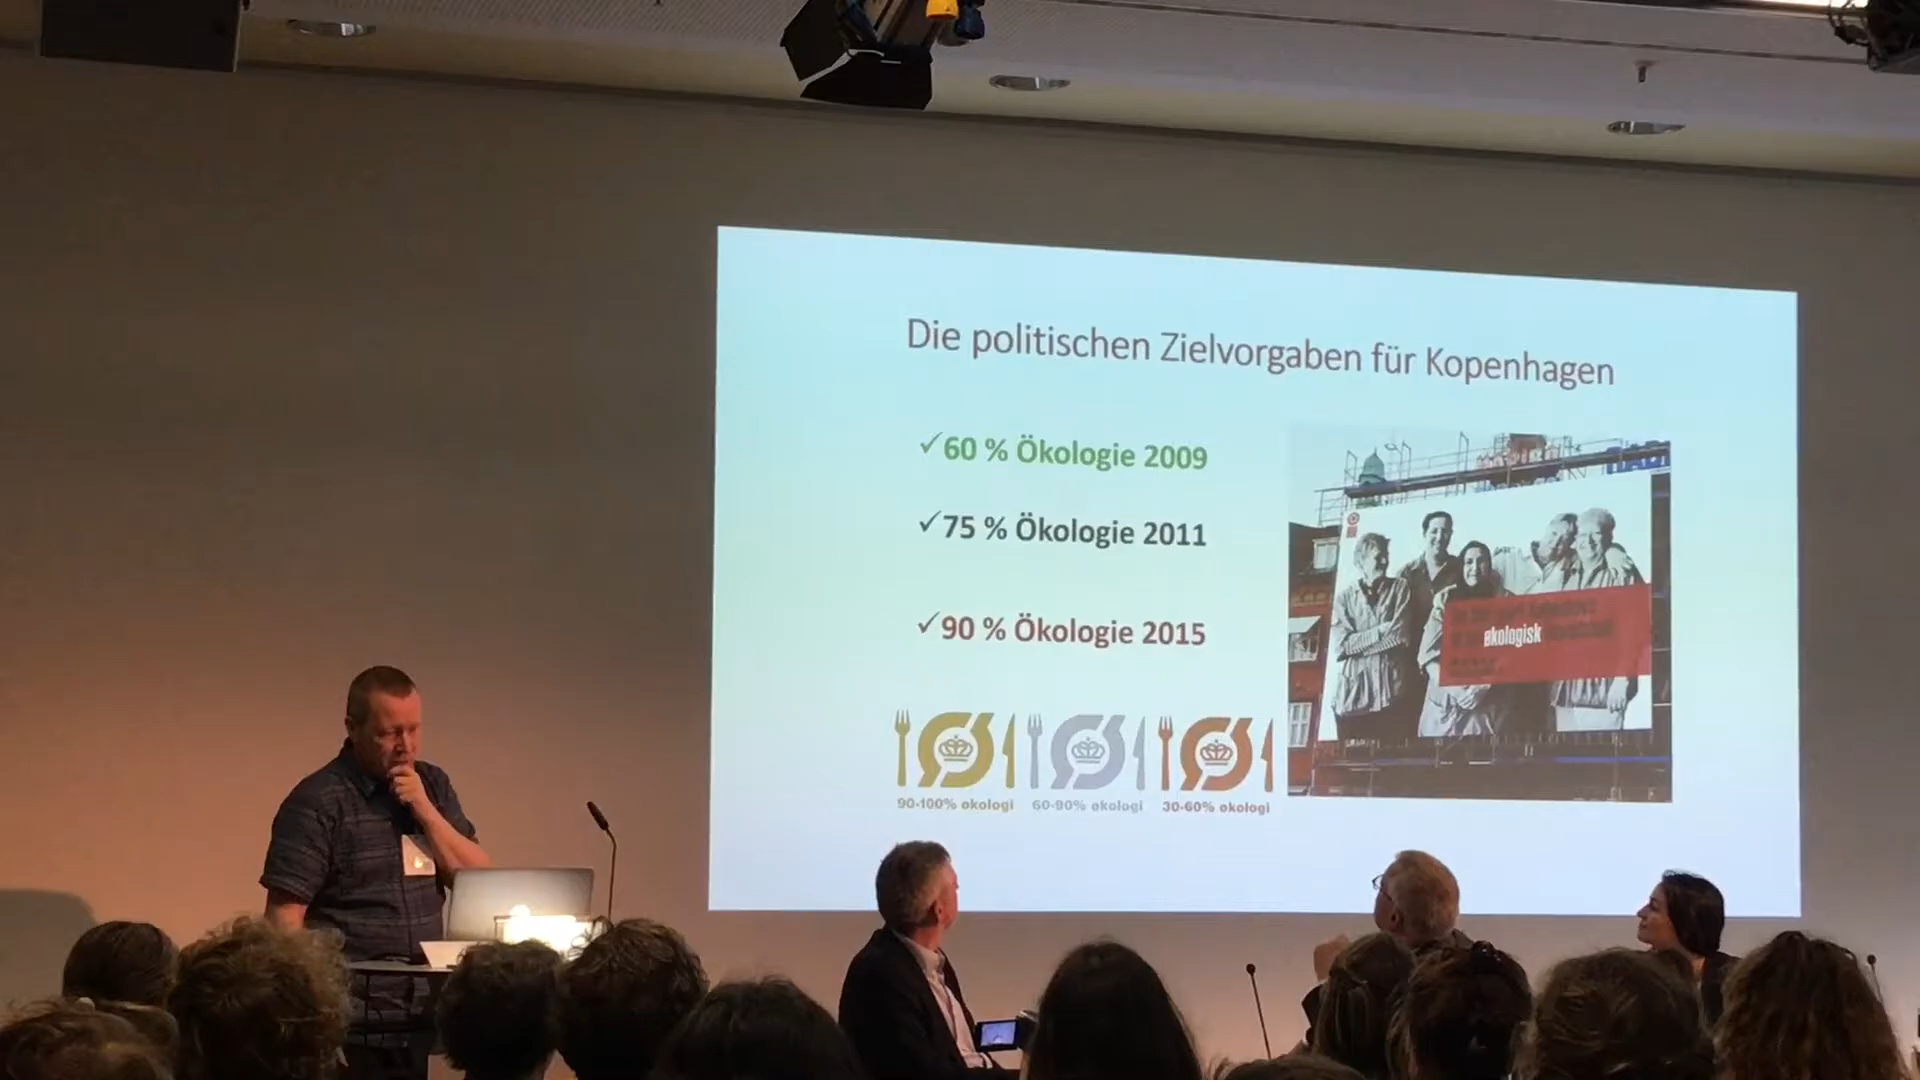 Die politischen Zielvorgaben für Kopenhagen
✓60 % Ökologie 2009
✓75 % Ökologie 2011
✓90 % Ökologie 2015
økologisk
90-100% økologi
60-90% økologi
30-60% økologi